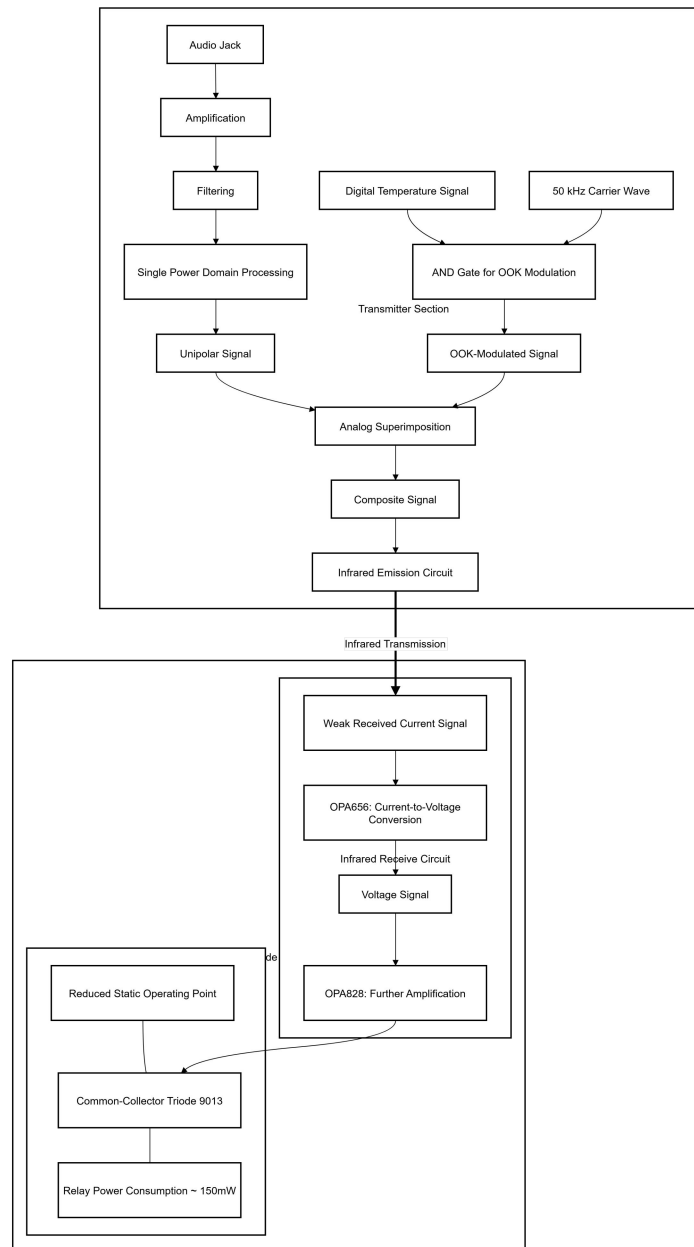 Audio Jack
Amplification
Filtering
Digital Temperature Signal
50 kHz Carrier Wave
Single Power Domain Processing
AND Gate for OOK Modulation
Transmitter Section
Unipolar Signal
OOK-Modulated Signal
Analog Superimposition
Composite Signal
Infrared Emission Circuit
Infrared Transmission
Weak Received Current Signal
OPA656: Current-to-Voltage
Conversion
Infrared Receive Circuit
Voltage Signal
de
Reduced Static Operating Point
OPA828: Further Amplification
Common-Collector Triode 9013
Relay Power Consumption ~ 150mW